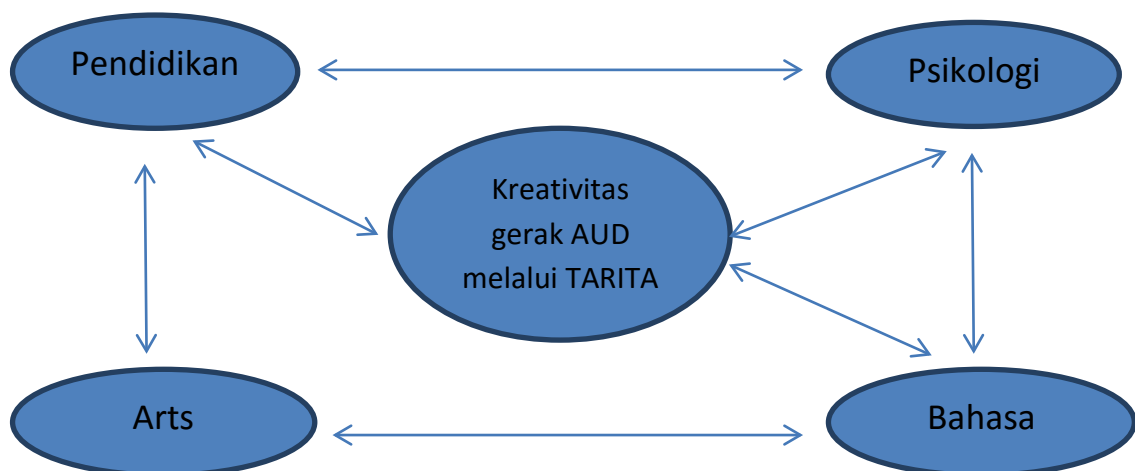 Pendidikan
Psikologi
Kreativitas
gerak AUD
melalui TARITA
Arts
Bahasa